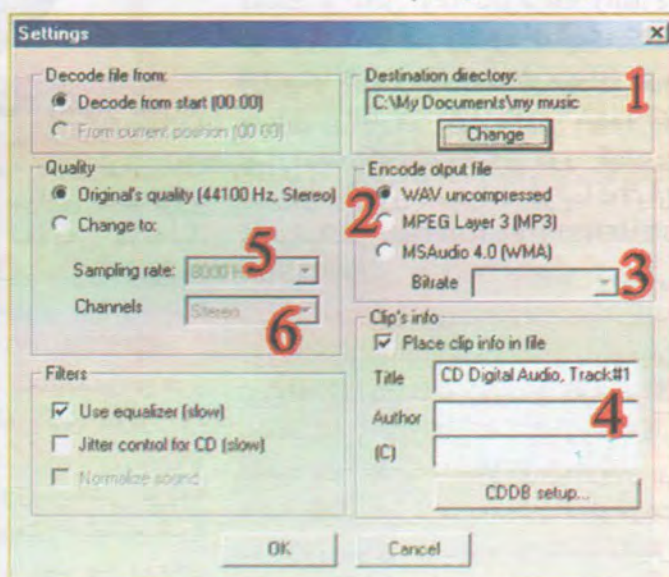 Settings
Decode file from:
Decode from start (00:00)
From current position (00:00)
Destination directory:
1
C:\My Documents\my music
Change
Quality
Original's quality (44100 Hz, Stereo)
Change to:
5
Sampling rate: 8000
Channels Stereo
6
Encode otput file
2
WAV uncompressed
MPEG Layer 3 (MP3)
MSAudio 4.0 (WMA)
Bitrate
3
Filters
Use equalizer (slow)
Jitter control for CD (slow)
Normalize sound
Clip's info
Place clip info in file
Title CD Digital Audio, Track#1
Author
4
(C)
CDDB setup...
OK Cancel